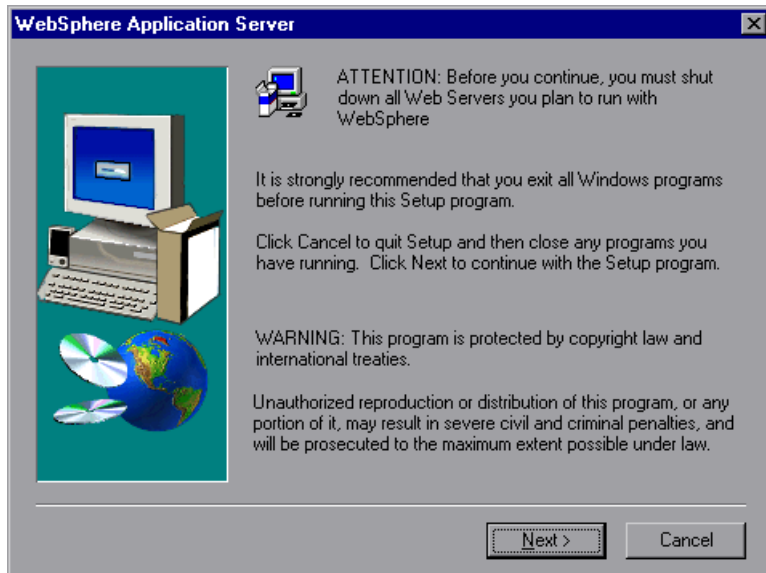 WebSphere Application Server
ATTENTION: Before you continue, you must shut
down all Web Servers you plan to run with
WebSphere
It is strongly recommended that you exit all Windows programs
before running this Setup program.
Click Cancel to quit Setup and then close any programs you
have running.  Click Next to continue with the Setup program.
WARNING: This program is protected by copyright law and
international treaties.
Unauthorized reproduction or distribution of this program, or any
portion of it, may result in severe civil and criminal penalties, and
will be prosecuted to the maximum extent possible under law.
Next >
Cancel